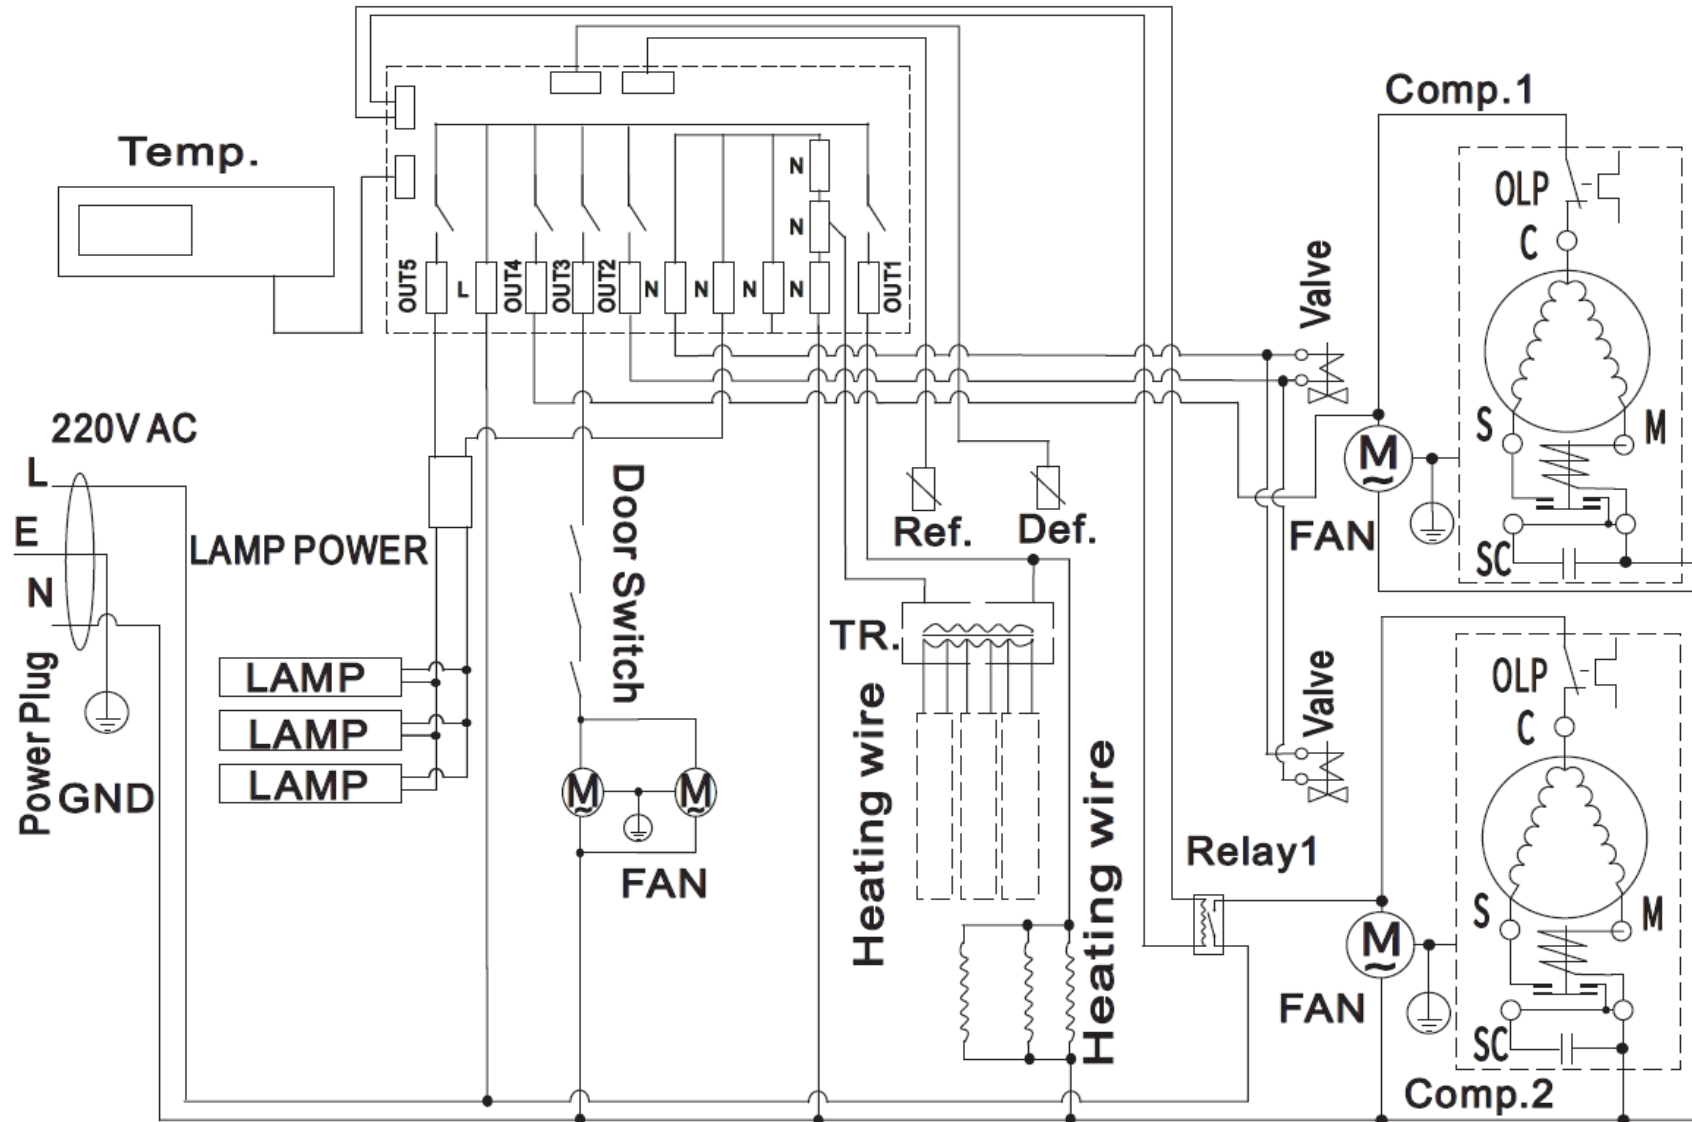 Comp.1
Temp.
OLP
N
C
N
Valve
OUT5
L
OUT4
OUT3
OUT2
N
N
N
N
OUT1
220V AC
S
M
L
M
~
Door Switch
Ref.
Def.
FAN
E
LAMP POWER
SC
N
TR.
Power Plug
LAMP
Heating wire
Valve
OLP
LAMP
C
GND
LAMP
M
~
M
~
Heating wire
Relay1
FAN
S
M
M
~
FAN
SC
Comp.2